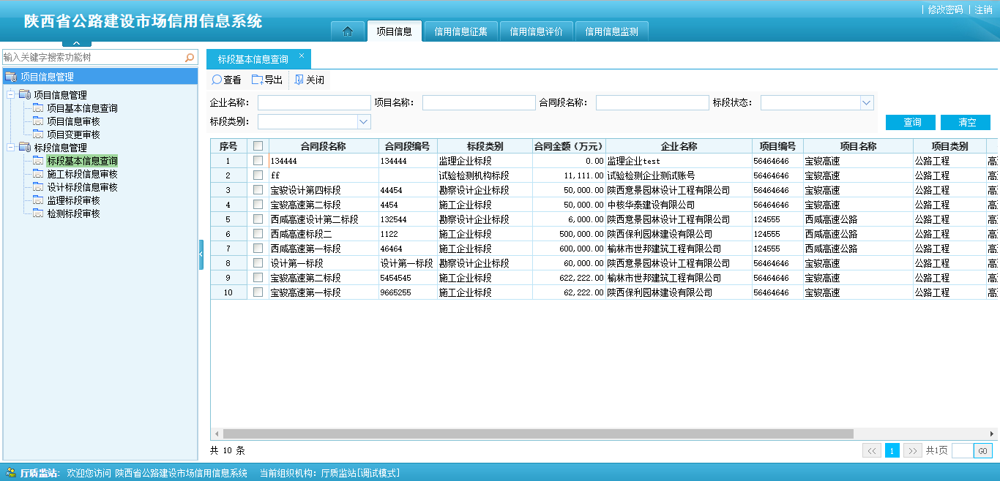 修改密码 | 注销
陕西省公路建设市场信用信息系统
项目信息 信用信息征集 信用信息评价 信用信息监测
输入关键字搜索功能树
项目信息管理
项目信息管理
项目基本信息查询
项目信息审核
项目变更审核
标段信息管理
标段基本信息查询
施工标段信息审核
设计标段信息审核
监理标段审核
检测标段审核
标段基本信息查询 ×
查看 导出 关闭
企业名称: 项目名称: 合同段名称: 标段状态:
标段类别:
查询 清空
序号 合同段名称 合同段编号 标段类别 合同金额（万元） 企业名称 项目编号 项目名称 项目类别
1 134444 134444 监理企业标段 0.00 监理企业test 56464646 宝骏高速 公路工程 高
2 ff 试验检测机构标段 11,111.00 试验检测企业测试账号 56464646 宝骏高速 公路工程 高
3 宝骏设计第四标段 44454 勘察设计企业标段 50,000.00 陕西意景园林设计工程有限公司 56464646 宝骏高速 公路工程 高
4 宝骏高速第二标段 4454 施工企业标段 50,000.00 中核华泰建设有限公司 56464646 宝骏高速 公路工程 高
5 西咸高速设计第二标段 132544 勘察设计企业标段 6,000.00 陕西意景园林设计工程有限公司 124555 西咸高速公路 公路工程 高
6 西咸高速标段二 1122 施工企业标段 500,000.00 陕西保利园林建设有限公司 124555 西咸高速公路 公路工程 高
7 西咸高速第一标段 46464 施工企业标段 600,000.00 榆林市世邦建筑工程有限公司 124555 西咸高速公路 公路工程 高
8 设计第一标段 设计第一标段 勘察设计企业标段 60,000.00 陕西意景园林设计工程有限公司 56464646 宝骏高速 公路工程 高
9 宝骏高速第二标段 5454545 施工企业标段 622,222.00 榆林市世邦建筑工程有限公司 56464646 宝骏高速 公路工程 高
10 宝骏高速第一标段 9665255 施工企业标段 62,222.00 陕西保利园林建设有限公司 56464646 宝骏高速 公路工程 高
共 10 条
<< 1 >> 共1页 GO
厅质监站: 欢迎您访问 陕西省公路建设市场信用信息系统 当前组织机构: 厅质监站[调试模式]